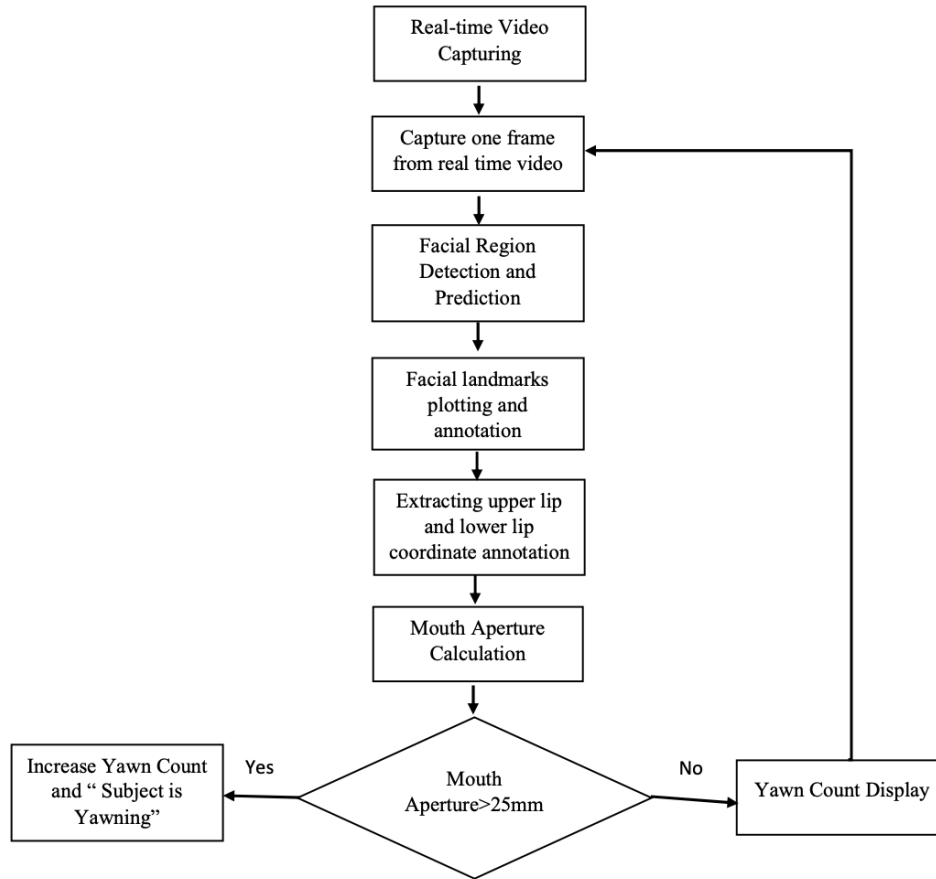 Real-time Video
Capturing
Capture one frame
from real time video
Facial Region
Detection and
Prediction
Facial landmarks
plotting and
annotation
Extracting upper lip
and lower lip
coordinate annotation
Mouth Aperture
Calculation
Increase Yawn Count
and “ Subject is
Yawning”
Yes
Mouth
Aperture>25mm
No
Yawn Count Display